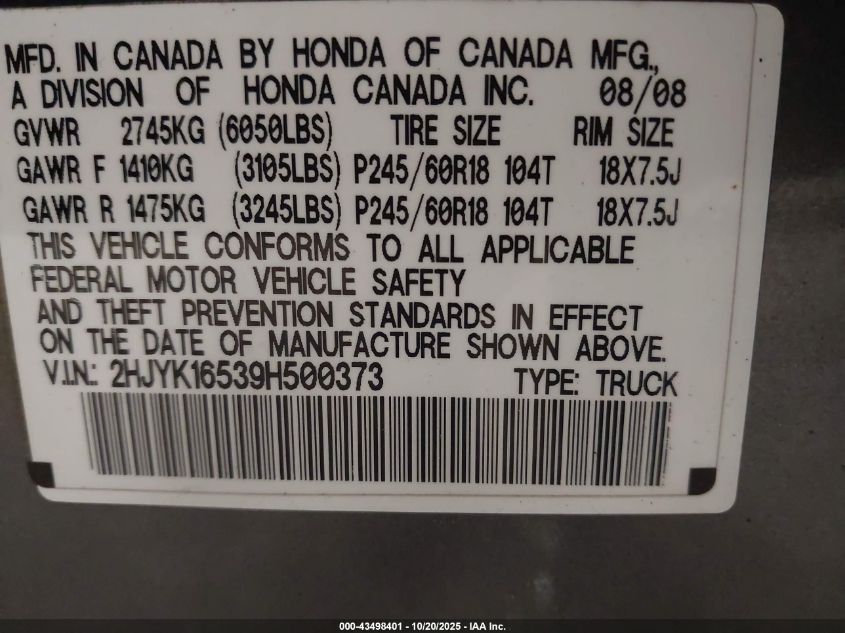 MFD. IN CANADA BY HONDA OF CANADA MFG.,
A DIVISION OF HONDA CANADA INC. 08/08
GVWR 2745KG (6050LBS) TIRE SIZE RIM SIZE
GAWR F 1410KG (3105LBS) P245/60R18 104T 18X7.5J
GAWR R 1475KG (3245LBS) P245/60R18 104T 18X7.5J
THIS VEHICLE CONFORMS TO ALL APPLICABLE
FEDERAL MOTOR VEHICLE SAFETY
AND THEFT PREVENTION STANDARDS IN EFFECT
ON THE DATE OF MANUFACTURE SHOWN ABOVE.
V.I.N.: 2HJYK16539H500373 TYPE: TRUCK
000-43498401 - 10/20/2025 - IAA Inc.